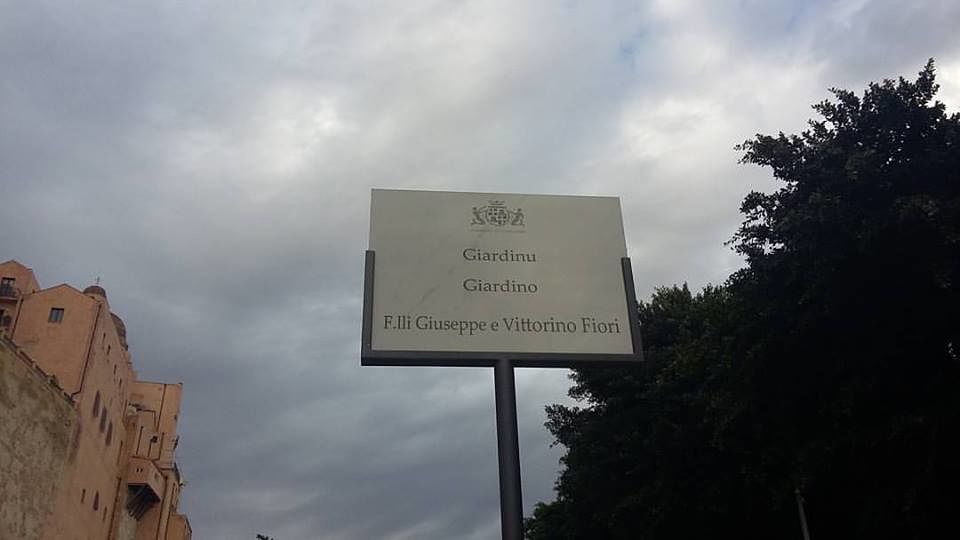 Giardinu
Giardino
F.lli Giuseppe e Vittorino Fiori